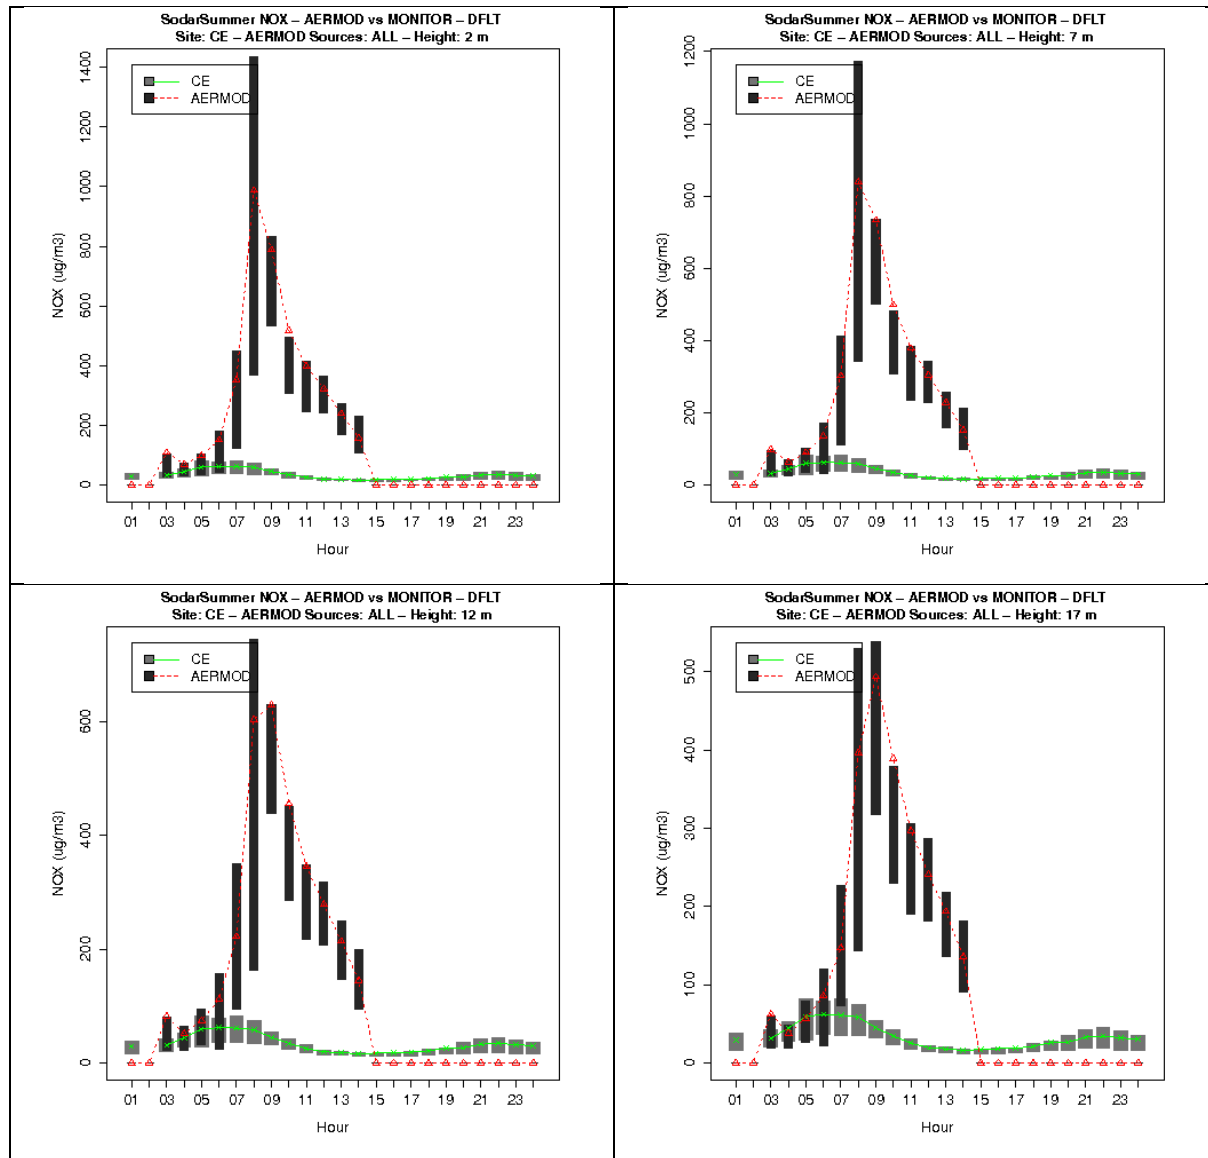 SodarSummer NOX – AERMOD vs MONITOR – DFLT
Site: CE – AERMOD Sources: ALL – Height: 2 m
CE
AERMOD
NOX (ug/m3)
0
200
400
600
800
1000
1200
1400
01 03 05 07 09 11 13 15 17 19 21 23
Hour
SodarSummer NOX – AERMOD vs MONITOR – DFLT
Site: CE – AERMOD Sources: ALL – Height: 7 m
CE
AERMOD
NOX (ug/m3)
0
200
400
600
800
1000
1200
01 03 05 07 09 11 13 15 17 19 21 23
Hour
SodarSummer NOX – AERMOD vs MONITOR – DFLT
Site: CE – AERMOD Sources: ALL – Height: 12 m
CE
AERMOD
NOX (ug/m3)
0
200
400
600
01 03 05 07 09 11 13 15 17 19 21 23
Hour
SodarSummer NOX – AERMOD vs MONITOR – DFLT
Site: CE – AERMOD Sources: ALL – Height: 17 m
CE
AERMOD
NOX (ug/m3)
0
100
200
300
400
500
01 03 05 07 09 11 13 15 17 19 21 23
Hour